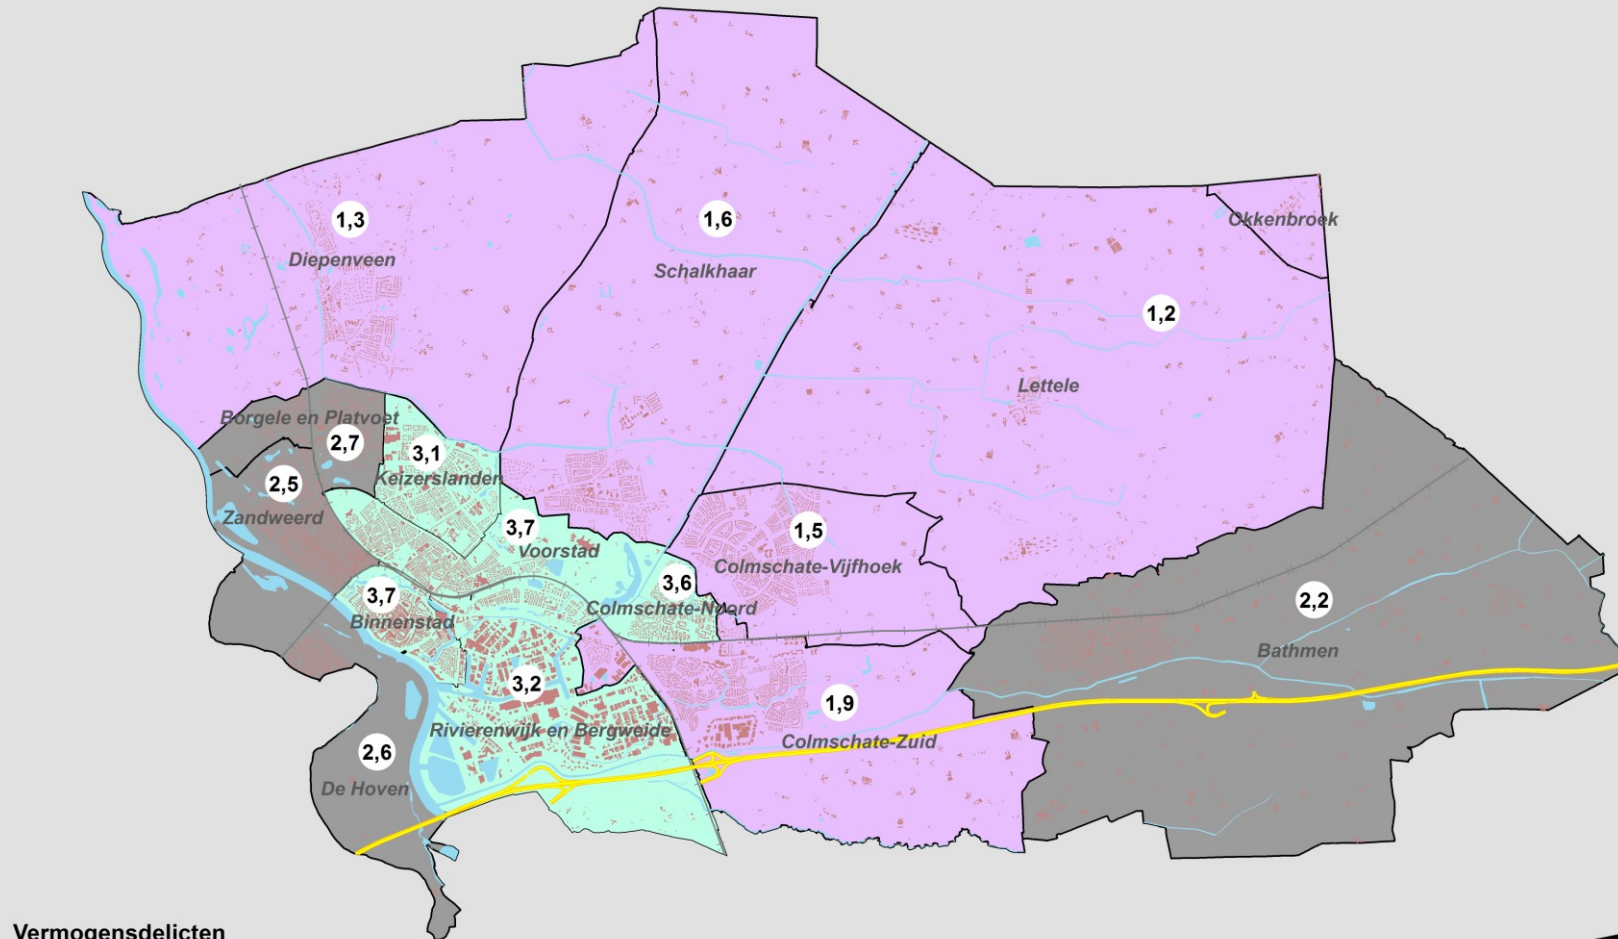 Okkenbroek
1,3
1,6
Diepenveen
Schalkhaar
1,2
Lettele
Borgele en Platvoet
2,7
3,1
2,5
Keizerslanden
Zandweerd
3,7
Voorstad
1,5
Colmschate-Vijfhoek
3,6
3,7
Colmschate-Noord
Binnenstad
2,2
Bathmen
3,2
1,9
Rivierenwijk en Bergweide
Colmschate-Zuid
2,6
De Hoven
Vermogensdelicten